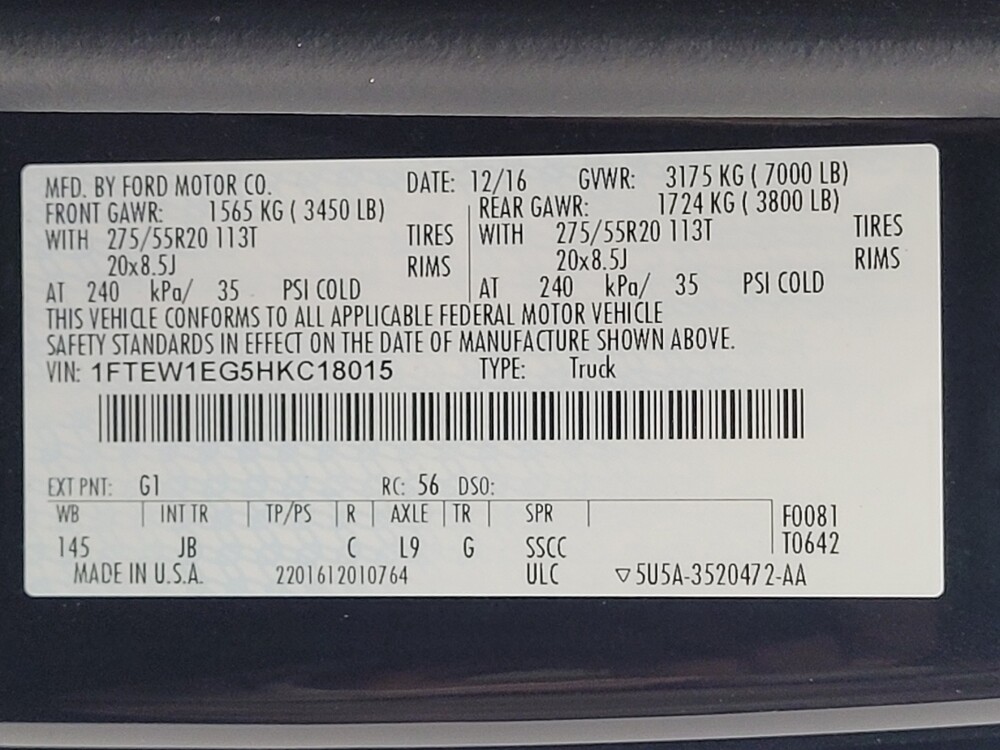 MFD. BY FORD MOTOR CO. DATE: 12/16 GVWR: 3175 KG ( 7000 LB)
FRONT GAWR: 1565 KG ( 3450 LB) REAR GAWR: 1724 KG ( 3800 LB)
WITH 275/55R20 113T TIRES WITH 275/55R20 113T TIRES
20x8.5J RIMS 20x8.5J RIMS
AT 240 kPa/ 35 PSI COLD AT 240 kPa/ 35 PSI COLD
THIS VEHICLE CONFORMS TO ALL APPLICABLE FEDERAL MOTOR VEHICLE
SAFETY STANDARDS IN EFFECT ON THE DATE OF MANUFACTURE SHOWN ABOVE.
VIN: 1FTEW1EG5HKC18015 TYPE: Truck
EXT PNT: G1 RC: 56 DSO:
WB INT TR TP/PS R AXLE TR SPR F0081
145 JB C L9 G SSCC T0642
MADE IN U.S.A. 2201612010764 ULC ▽5U5A-3520472-AA